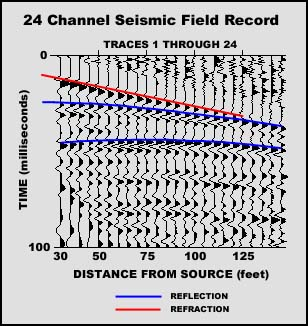 24 Channel Seismic Field Record
TRACES 1 THROUGH 24
0
TIME (milliseconds)
100
30 50 75 100 125
DISTANCE FROM SOURCE (feet)
REFLECTION
REFRACTION